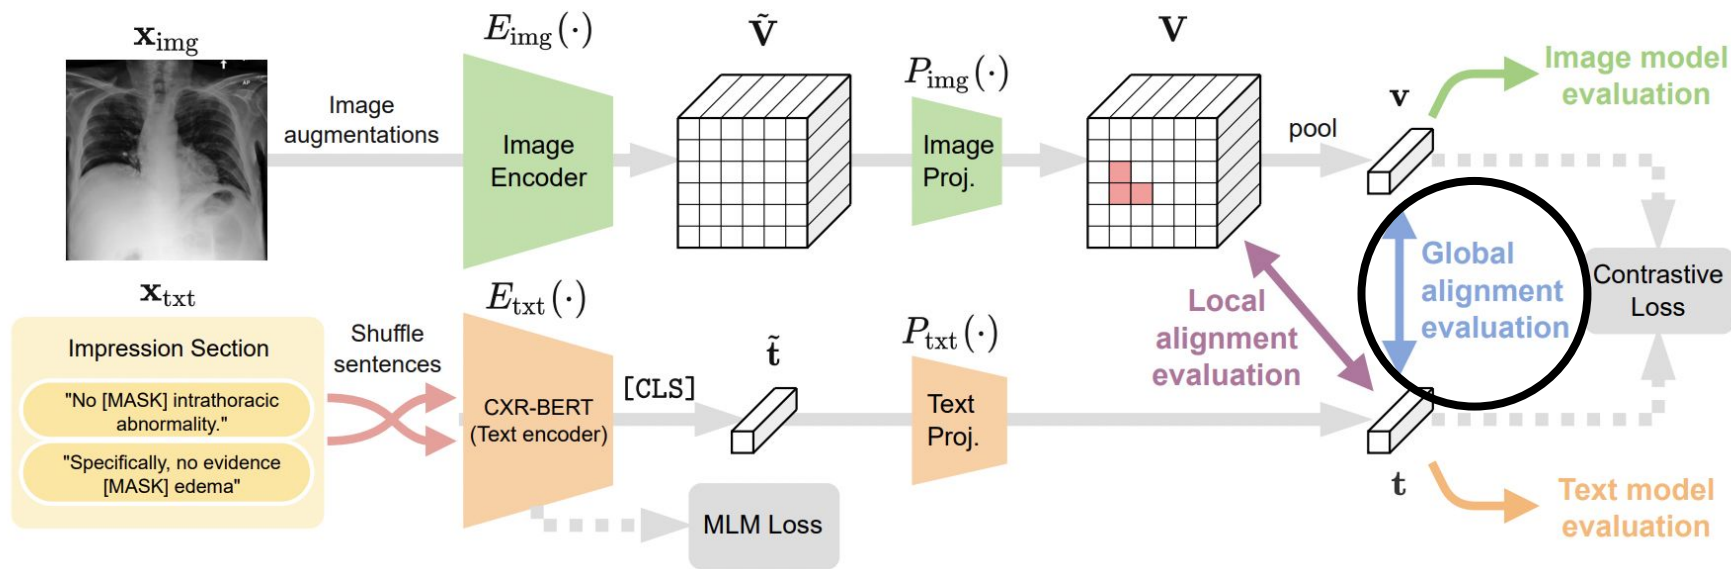 x_img
E_img(·)
Ṽ
V
Image
augmentations
Image
Encoder
P_img(·)
Image
Proj.
pool
v
Image model
evaluation
AP
x_txt
Impression Section
"No [MASK] intrathoracic
abnormality."
"Specifically, no evidence
[MASK] edema"
Shuffle
sentences
E_txt(·)
CXR-BERT
(Text encoder)
[CLS]
t̃
MLM Loss
P_txt(·)
Text
Proj.
Local
alignment
evaluation
Global
alignment
evaluation
Contrastive
Loss
t
Text model
evaluation